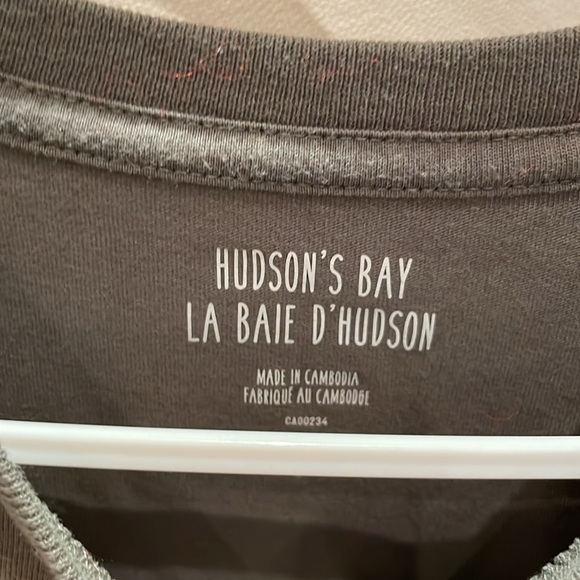 HUDSON'S BAY
LA BAIE D'HUDSON
MADE IN CAMBODIA
FABRIQUÉ AU CAMBODGE
CA00234